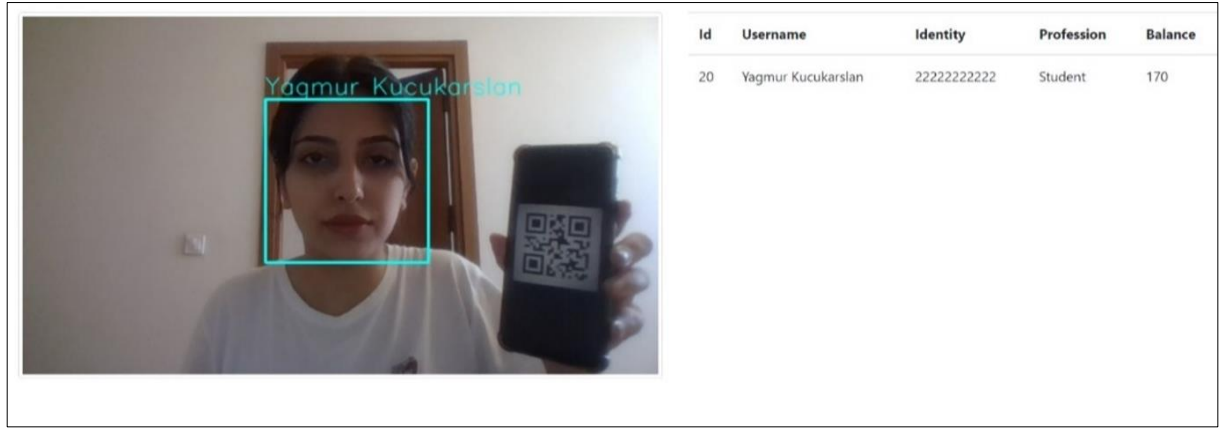 Yagmur Kucukarslan
Id Username Identity Profession Balance
20 Yagmur Kucukarslan 22222222222 Student 170